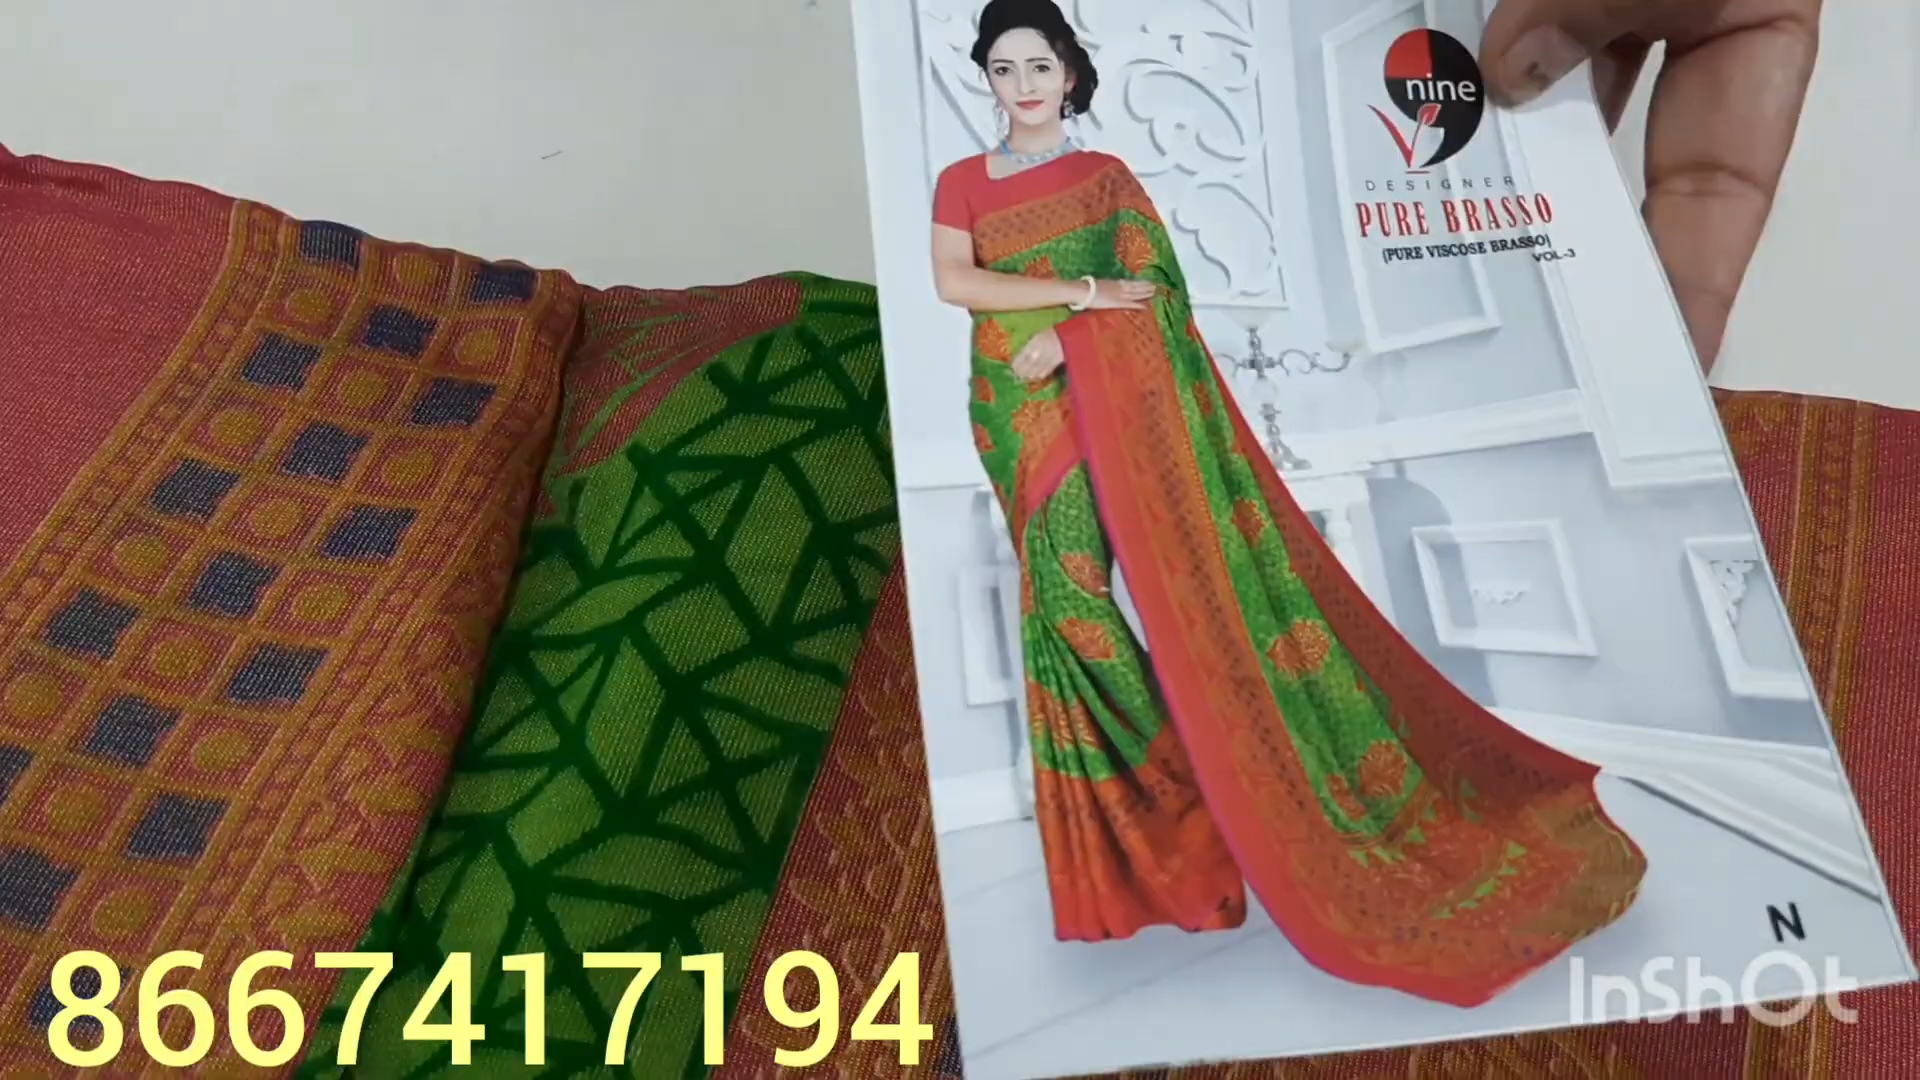 nine
DESIGNER
PURE BRASSO
(PURE VISCOSE BRASSO)
VOL-3
N
8667417194
InShOt